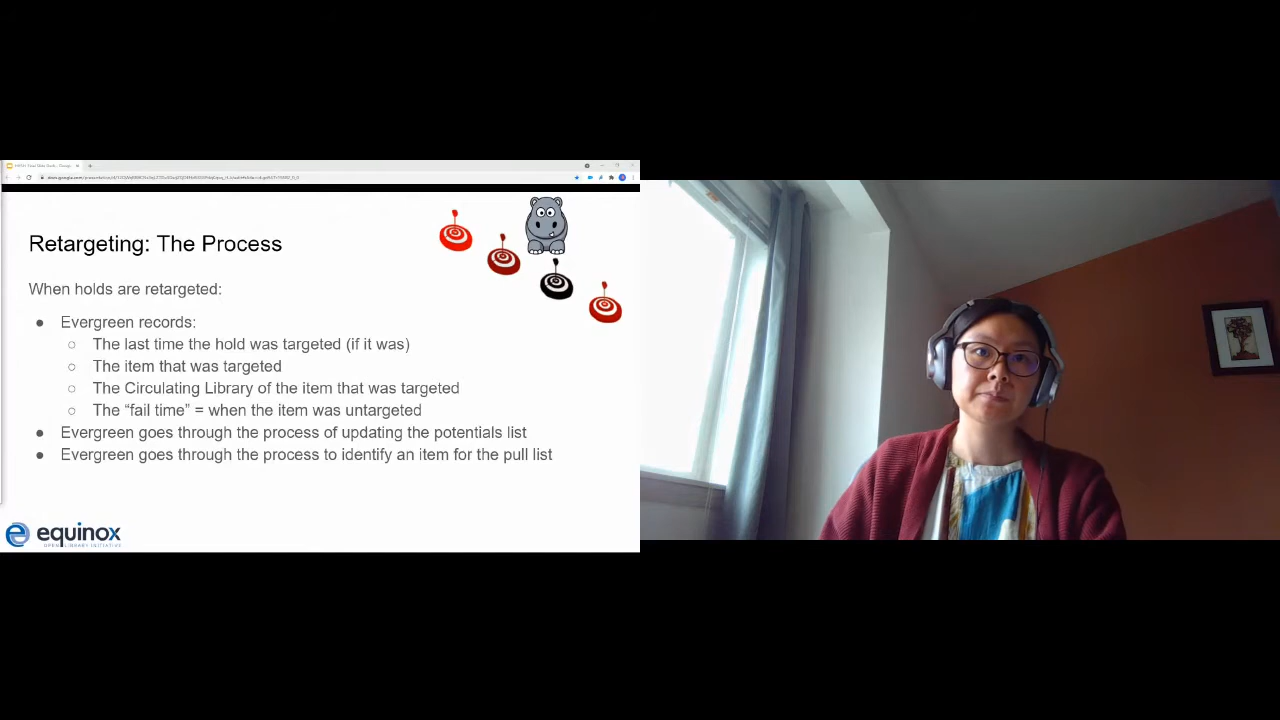 Retargeting: The Process
When holds are retargeted:
● Evergreen records:
○ The last time the hold was targeted (if it was)
○ The item that was targeted
○ The Circulating Library of the item that was targeted
○ The “fail time” = when the item was untargeted
● Evergreen goes through the process of updating the potentials list
● Evergreen goes through the process to identify an item for the pull list
equinox
OPEN LIBRARY INITIATIVE